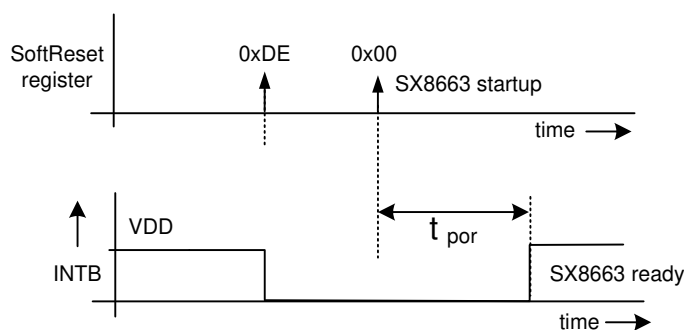 SoftReset
register
0xDE
0x00
SX8663 startup
time
VDD
INTB
t por
SX8663 ready
time